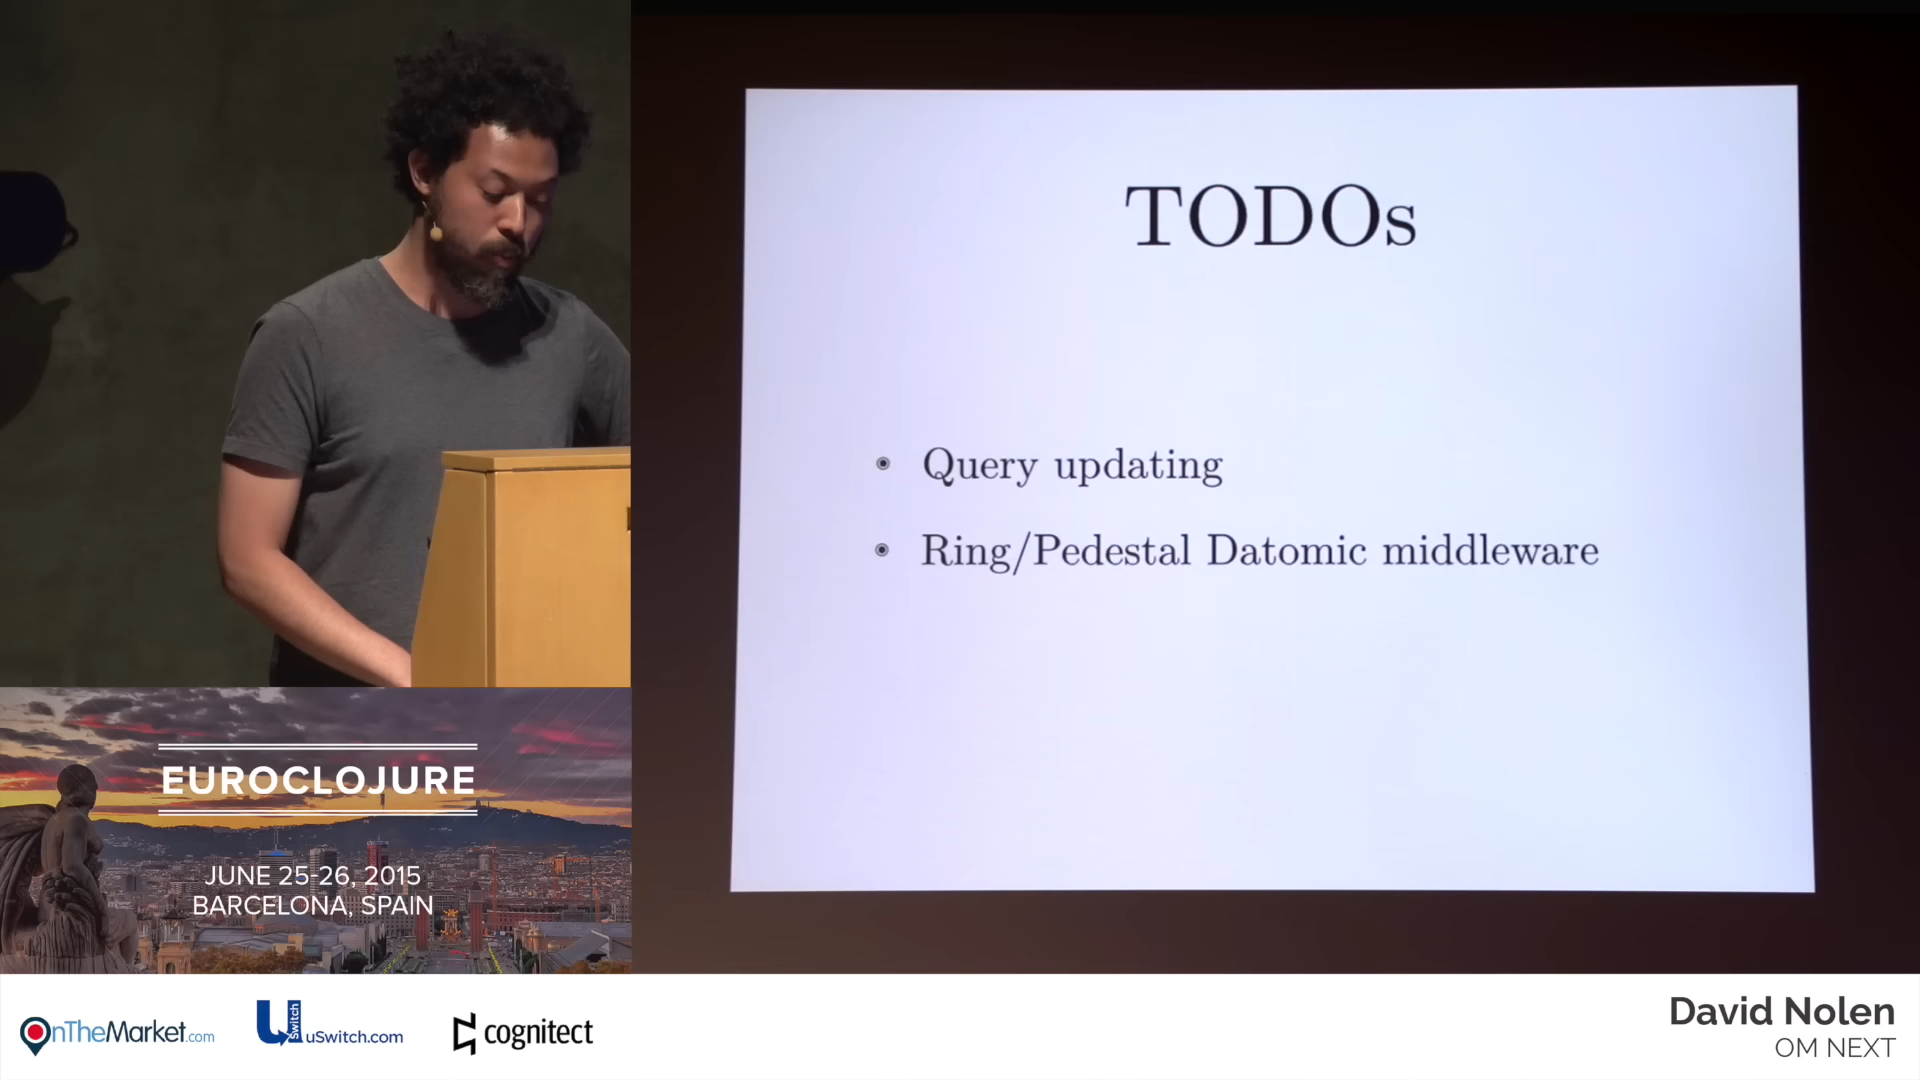 TODOs
Query updating
Ring/Pedestal Datomic middleware
EUROCLOJURE
JUNE 25-26, 2015
BARCELONA, SPAIN
OnTheMarket.com
uSwitch
uSwitch.com
cognitect
David Nolen
OM NEXT